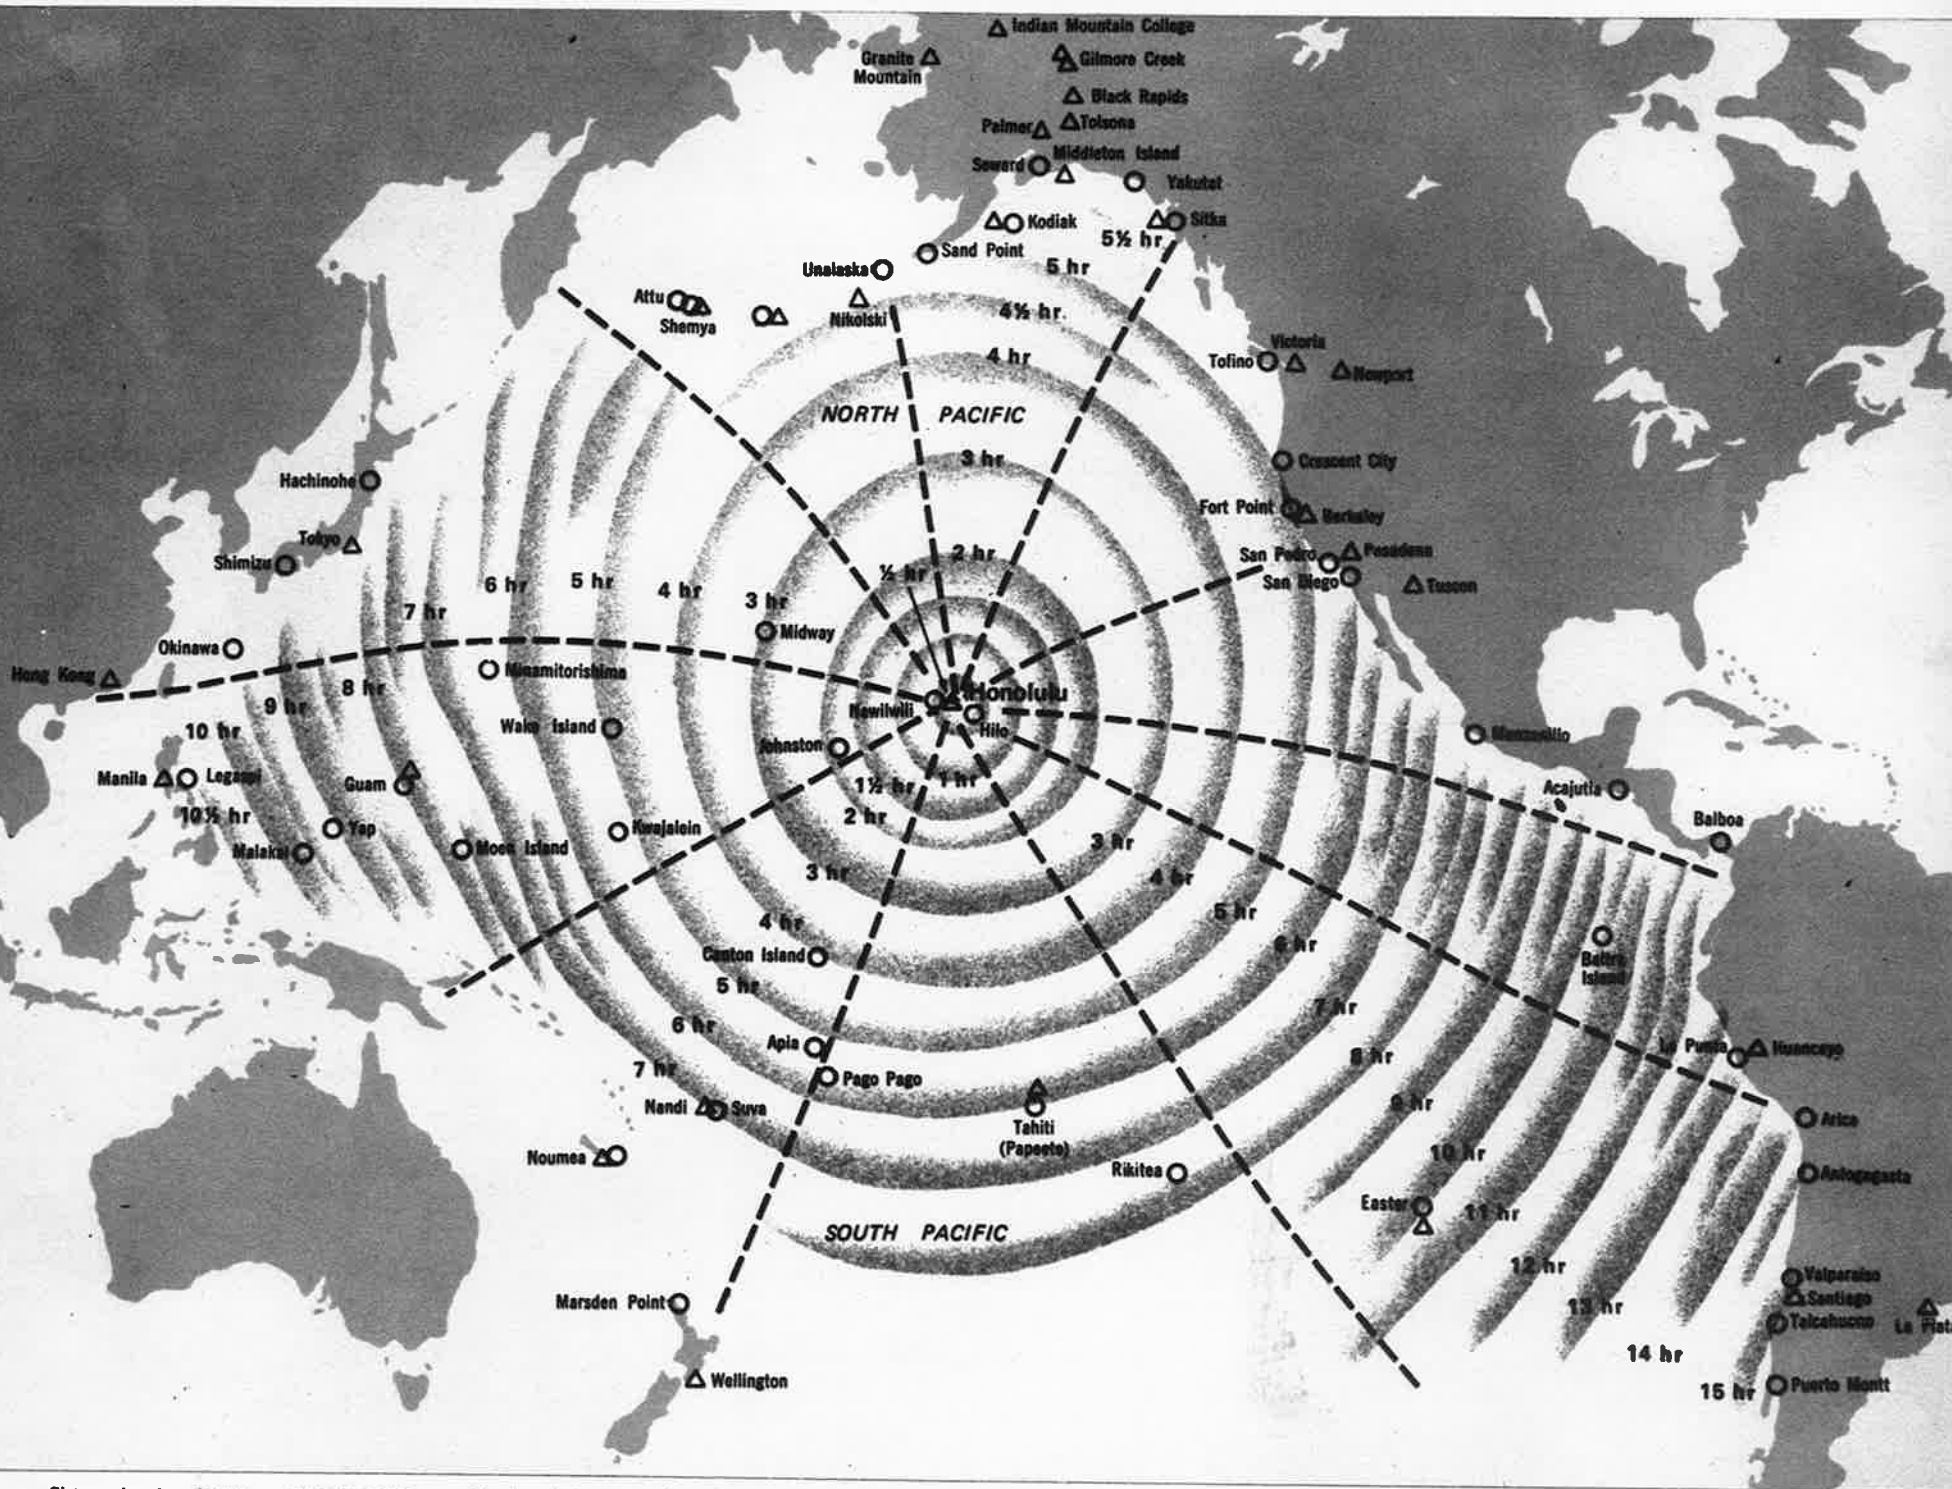 Indian Mountain College
Granite
Mountain
Gilmore Creek
Black Rapids
Palmer
Tolsona
Seward
Middleton Island
Yakutat
Kodiak
Sitka
5½ hr
Sand Point
5 hr
Unalaska
Attu
Shemya
Nikolski
4½ hr
4 hr
Victoria
Tofino
Newport
NORTH PACIFIC
3 hr
Crescent City
Hachinohe
Fort Point
Berkeley
Tokyo
Shimizu
2 hr
½ hr
San Pedro
Pasadena
San Diego
Tuscon
7 hr
6 hr
5 hr
4 hr
3 hr
Midway
Okinawa
Hong Kong
Minamitorishima
8 hr
9 hr
10 hr
Honolulu
Nawiliwili
Hilo
Wake Island
Johnston
Manzanillo
Manila
Legaspi
Guam
1½ hr
1 hr
Acajutla
10½ hr
2 hr
Yap
Kwajalein
Balboa
Malakal
Moen Island
3 hr
3 hr
4 hr
4 hr
5 hr
6 hr
Canton Island
Baltra
Island
5 hr
7 hr
6 hr
Apia
8 hr
La Punta
Huancayo
7 hr
Pago Pago
9 hr
Nandi
Suva
Tahiti
(Papeete)
Arica
Noumea
Rikitea
10 hr
Antogagasta
Easter
11 hr
SOUTH PACIFIC
12 hr
Valparaiso
Santiago
Marsden Point
13 hr
Talcahucno
14 hr
Wellington
15 hr
Puerto Montt